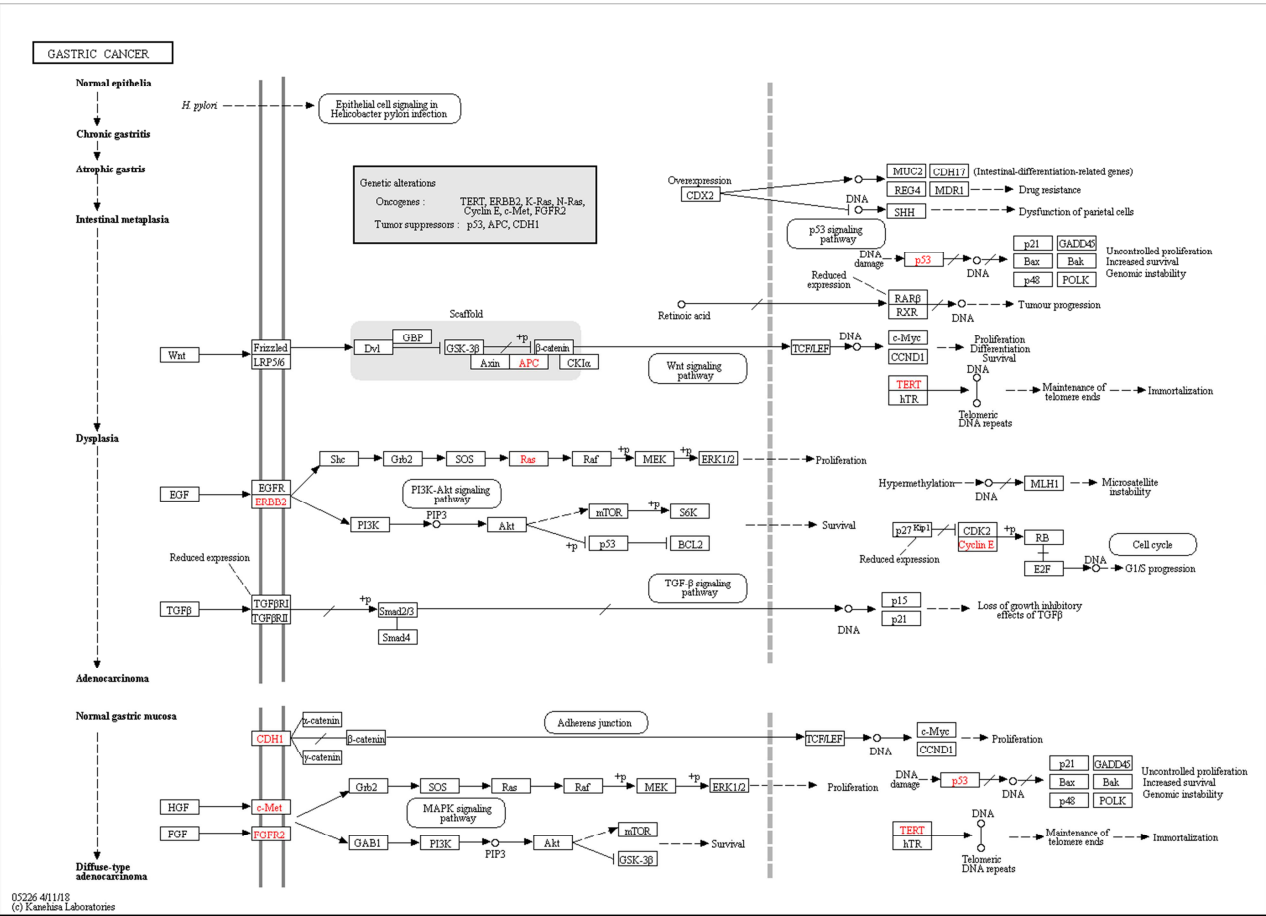 GASTRIC CANCER
Normal epithelia
H. pylori
Epithelial cell signaling in
Helicobacter pylori infection
Chronic gastritis
Atrophic gastris
Intestinal metaplasia
Genetic alterations
Oncogenes : TERT, ERBB2, K-Ras, N-Ras,
Cyclin E, c-Met, FGFR2
Tumor suppressors : p53, APC, CDH1
Overexpression
CDX2
MUC2 CDH17 (Intestinal-differentiation-related genes)
REG4 MDR1 Drug resistance
DNA
SHH Dysfunction of parietal cells
p53 signaling
pathway
DNA
damage
p53
DNA
p21 GADD45
Bax Bak
p48 POLK
Uncontrolled proliferation
Increased survival
Genomic instability
Reduced
expression
Retinoic acid
RARβ
RXR
DNA
Tumour progression
Scaffold
Wnt
Frizzled
LRP5/6
Dvl
GBP
GSK-3β
+p
β-catenin
Axin
APC
CKIα
Wnt signaling
pathway
TCF/LEF
DNA
c-Myc
CCND1
Proliferation
Differentiation
Survival
TERT
hTR
DNA
Telomeric
DNA repeats
Maintenance of
telomere ends
Immortalization
Dysplasia
EGF
EGFR
ERBB2
Shc
Grb2
SOS
Ras
Raf
+p
MEK
+p
ERK1/2
Proliferation
PI3K-Akt signaling
pathway
PI3K
PIP3
Akt
mTOR
+p
S6K
+p
p53
BCL2
Survival
Hypermethylation
DNA
MLH1
Microsatellite
instability
p27 Kip1
Reduced expression
CDK2
Cyclin E
+p
RB
E2F
DNA
Cell cycle
G1/S progression
Reduced expression
TGFβ
TGFβRI
TGFβRII
+p
Smad2/3
Smad4
TGF-β signaling
pathway
DNA
p15
p21
Loss of growth inhibitory
effects of TGFβ
Adenocarcinoma
Normal gastric mucosa
CDH1
α-catenin
β-catenin
γ-catenin
Adherens junction
TCF/LEF
DNA
c-Myc
CCND1
Proliferation
HGF
c-Met
FGF
FGFR2
Grb2
SOS
Ras
Raf
+p
MEK
+p
ERK1/2
Proliferation
MAPK signaling
pathway
GAB1
PI3K
PIP3
Akt
mTOR
GSK-3β
Survival
DNA
damage
p53
DNA
p21 GADD45
Bax Bak
p48 POLK
Uncontrolled proliferation
Increased survival
Genomic instability
TERT
hTR
DNA
Telomeric
DNA repeats
Maintenance of
telomere ends
Immortalization
Diffuse-type
adenocarcinoma
05226 4/11/18
(c) Kanehisa Laboratories